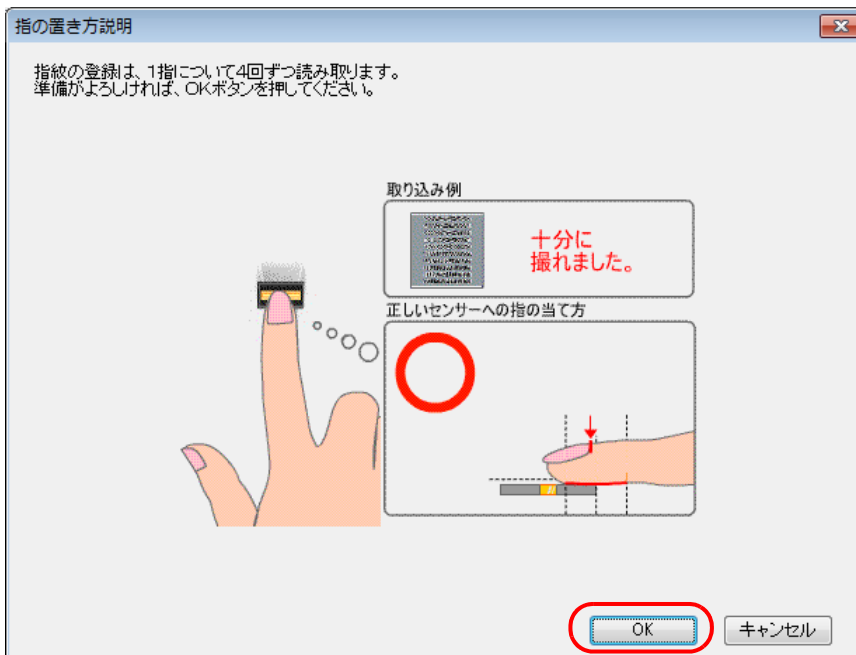 指の置き方説明
指紋の登録は、1指について4回ずつ読み取ります。
準備がよろしければ、OKボタンを押してください。
取り込み例
十分に
撮れました。
正しいセンサーへの指の当て方
OK
キャンセル